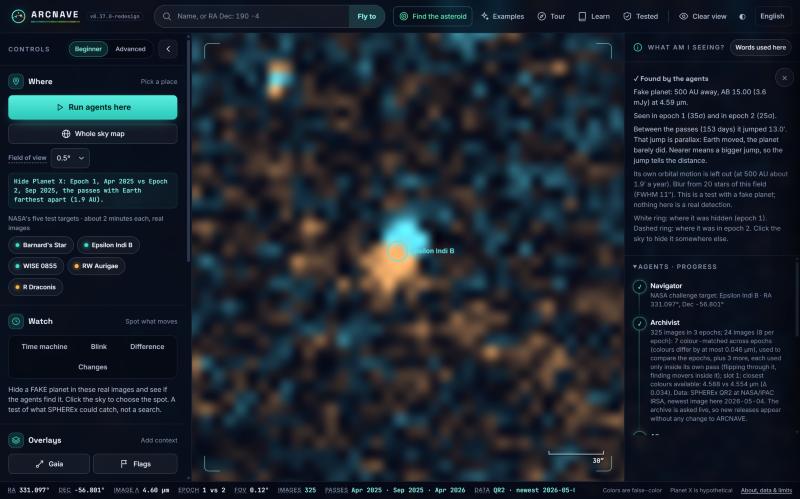 ARCNAVE
v8.37.0-redesign
Name, or RA Dec: 190 -4
Fly to
Find the asteroid
Examples
Tour
Learn
Tested
Clear view
English
CONTROLS
Beginner
Advanced
Where
Pick a place
Run agents here
Whole sky map
Field of view
0.5°
Hide Planet X: Epoch 1, Apr 2025 vs Epoch
2, Sep 2025, the passes with Earth
farthest apart (1.9 AU).
NASA's five test targets · about 2 minutes each, real
images
Barnard's Star
Epsilon Indi B
WISE 0855
RW Aurigae
R Draconis
Watch
Spot what moves
Time machine
Blink
Difference
Changes
Hide a FAKE planet in these real images and see if
the agents find it. Click the sky to choose the spot. A
test of what SPHEREx could catch, not a search.
Overlays
Add context
Gaia
Flags
Epsilon Indi B
30"
WHAT AM I SEEING?
Words used here
✓ Found by the agents
Fake planet: 500 AU away, AB 15.00 (3.6
mJy) at 4.59 µm.
Seen in epoch 1 (35σ) and in epoch 2 (25σ).
Between the passes (153 days) it jumped 13.0'.
That jump is parallax: Earth moved, the planet
barely did. Nearer means a bigger jump, so the
jump tells the distance.
Its own orbital motion is left out (at 500 AU about
1.9' a year). Blur from 20 stars of this field
(FWHM 11"). This is a test with a fake planet;
nothing here is a real detection.
White ring: where it was hidden (epoch 1).
Dashed ring: where it was in epoch 2. Click the
sky to hide it somewhere else.
▾AGENTS · PROGRESS
Navigator
NASA challenge target: Epsilon Indi B · RA
331.097°, Dec -56.801°
Archivist
325 images in 3 epochs; 24 images (8 per
epoch): 7 colour-matched across epochs
(colours differ by at most 0.046 µm), used to
compare the epochs, plus 3 more, each used
only inside its own pass (flipping through it,
finding movers inside it); slot 1: closest
colours available: 4.588 vs 4.554 µm (Δ
0.034). Data: SPHEREx QR2 at NASA/IPAC
IRSA, newest image here 2026-05-04. The
archive is asked live, so new releases appear
without any change to ARCNAVE.
RA 331.097°
DEC -56.801°
IMAGE λ 4.60 µm
EPOCH 1 vs 2
FOV 0.12°
IMAGES 325
PASSES Apr 2025 · Sep 2025 · Apr 2026
DATA QR2 · newest 2026-05-
Colors are false-color
Planet X is hypothetical
About, data & limits